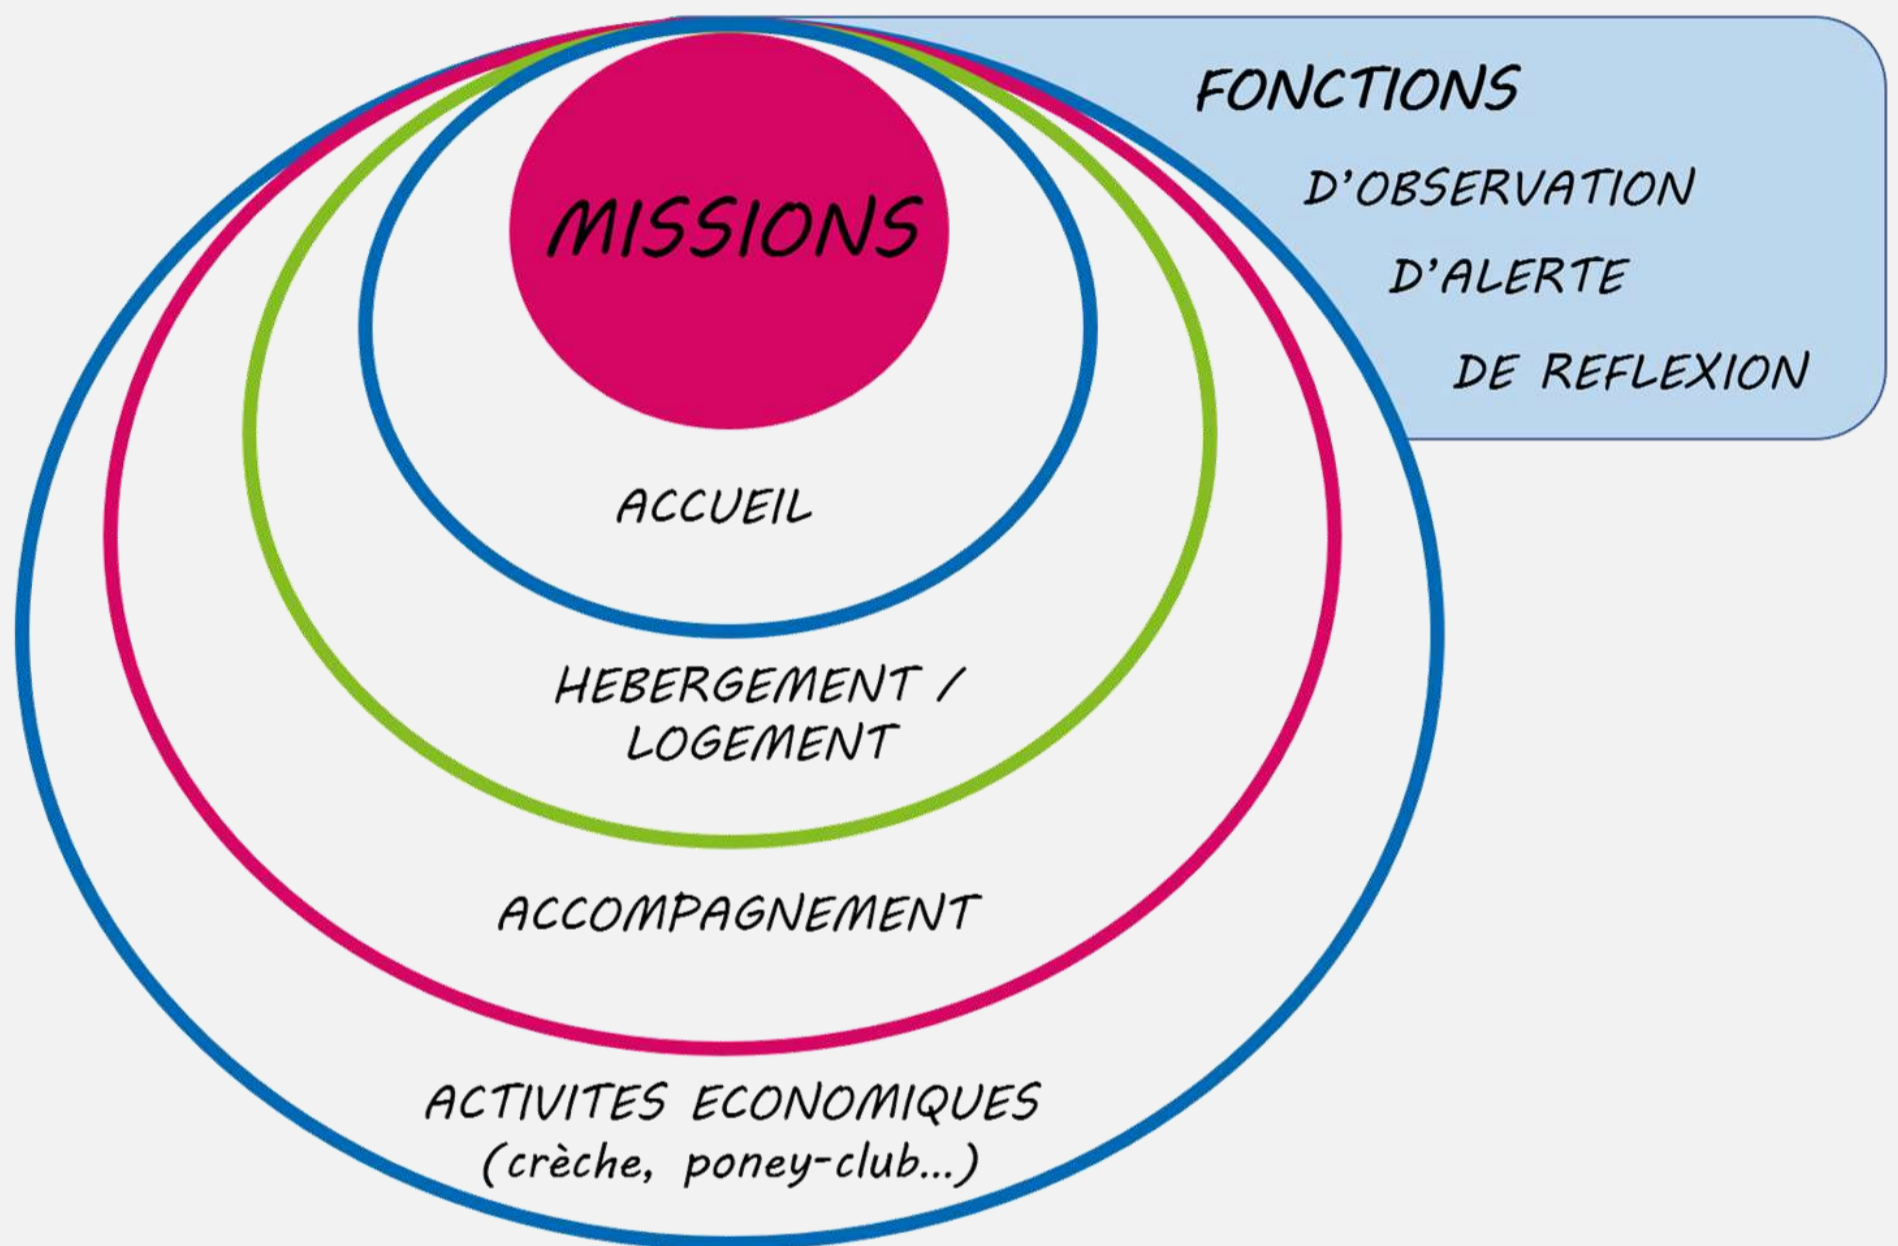 MISSIONS
ACCUEIL
HEBERGEMENT /
LOGEMENT
ACCOMPAGNEMENT
ACTIVITES ECONOMIQUES
(crèche, poney-club...)
FONCTIONS
D'OBSERVATION
D'ALERTE
DE REFLEXION